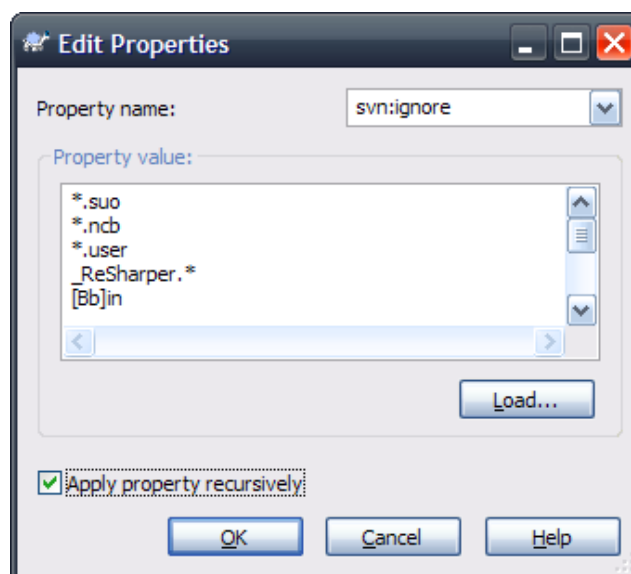 Edit Properties
Property name: svn:ignore
Property value:
*.suo
*.ncb
*.user
_ReSharper.*
[Bb]in
Load...
Apply property recursively
OK Cancel Help